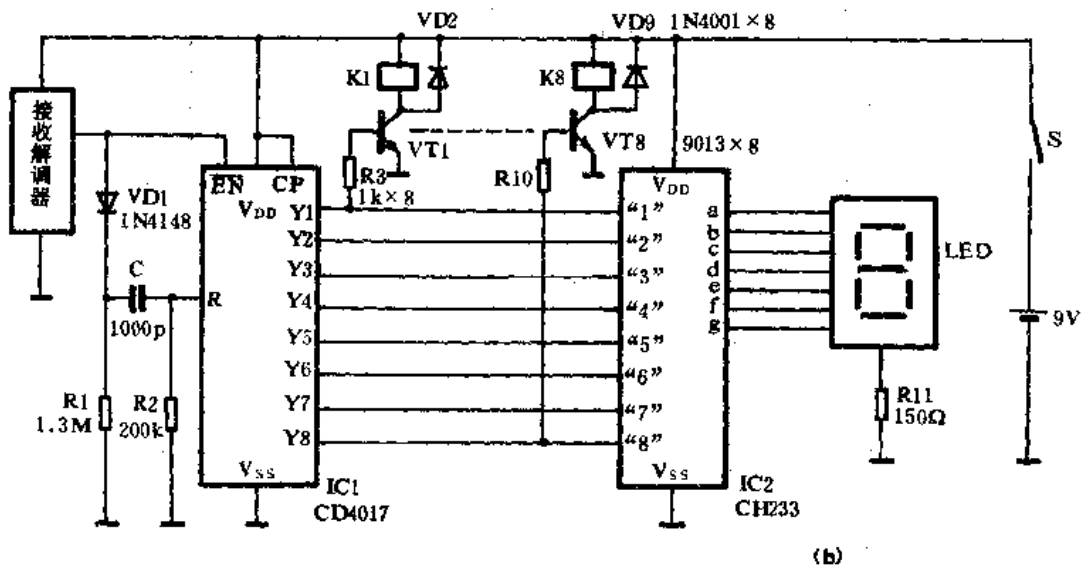 VD2
VD9 1N4001×8
K1
K8
接收解调器
VT1
VT8
9013×8
S
EN
CP
R3
1k×8
R10
VD1
1N4148
VDD
VDD
Y1
Y2
Y3
Y4
Y5
Y6
Y7
Y8
"1"
"2"
"3"
"4"
"5"
"6"
"7"
"8"
a
b
c
d
e
f
g
LED
C
1000p
R
9V
R1
1.3M
R2
200k
R11
150Ω
VSS
VSS
IC1
CD4017
IC2
CH233
(b)